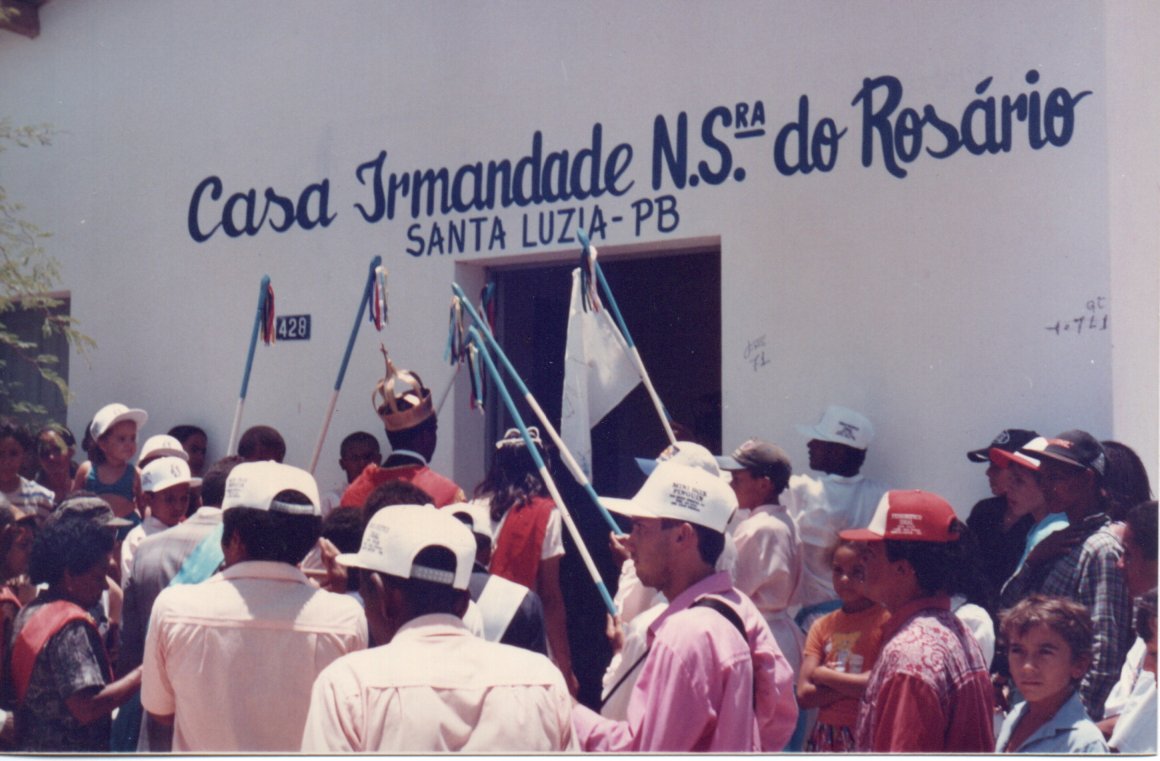 Casa Irmandade N.S.RA do Rosário
SANTA LUZIA-PB
428